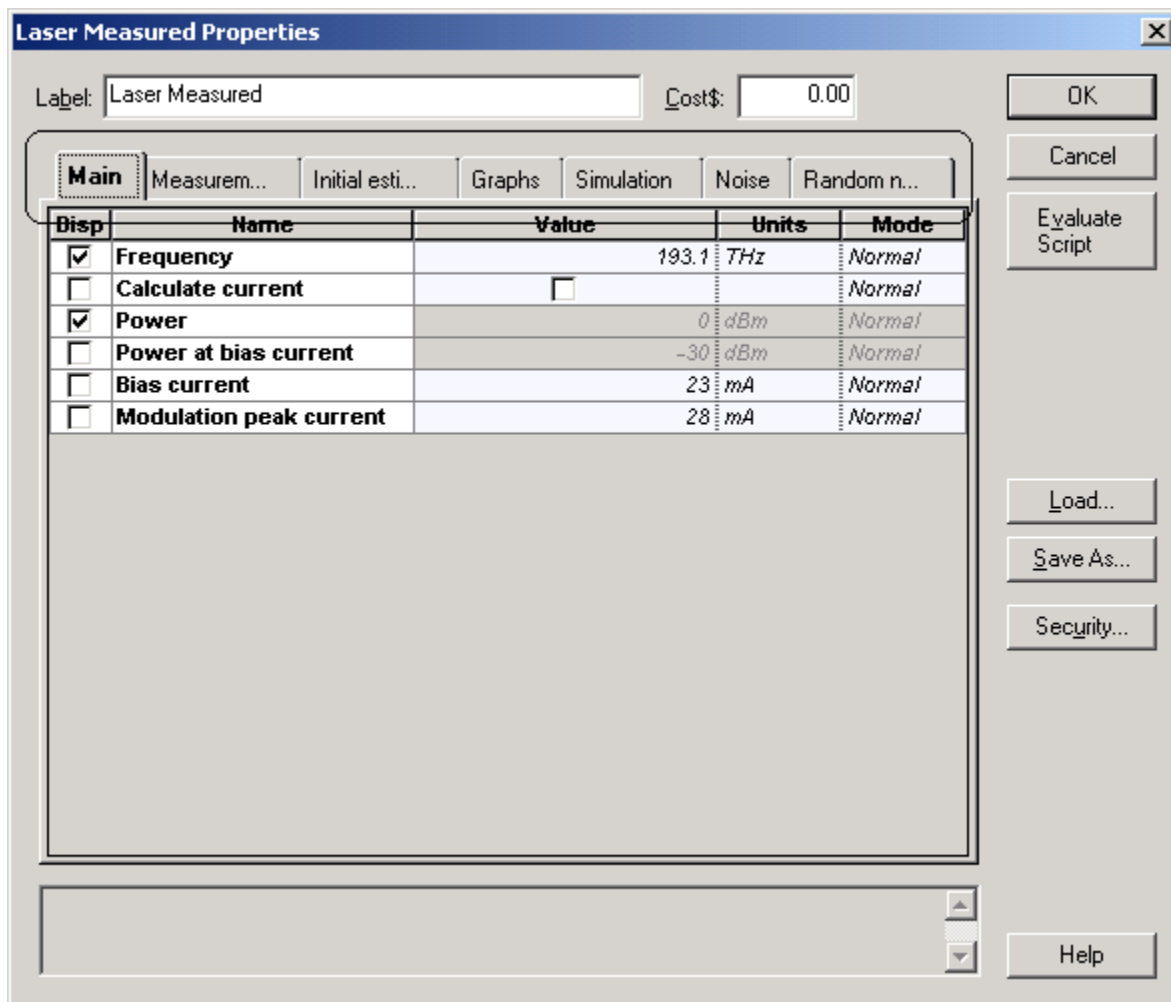 Laser Measured Properties
Label: Laser Measured Cost$: 0.00 OK
Cancel
Main Measurem... Initial esti... Graphs Simulation Noise Random n...
Evaluate Script
Disp Name Value Units Mode
Frequency 193.1 THz Normal
Calculate current Normal
Power 0 dBm Normal
Power at bias current -30 dBm Normal
Bias current 23 mA Normal
Modulation peak current 28 mA Normal
Load...
Save As...
Security...
Help